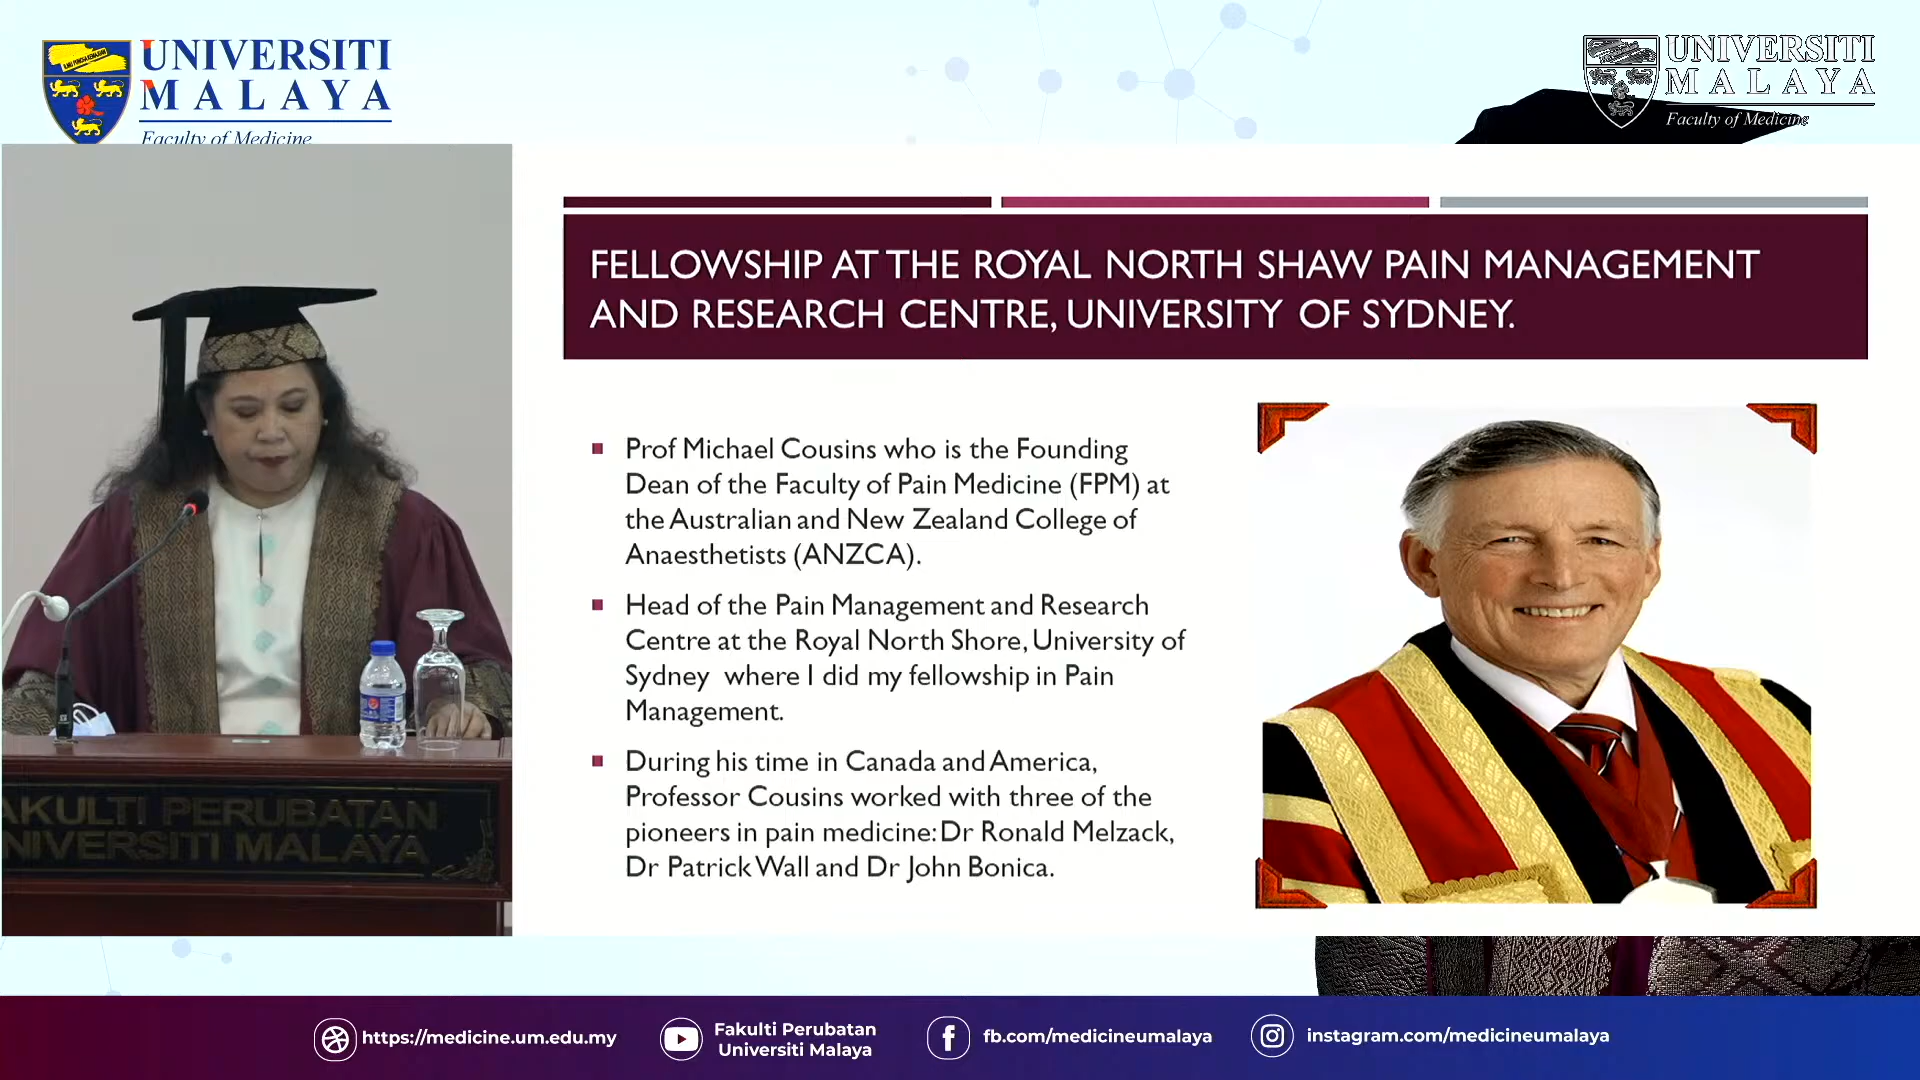 UNIVERSITI
MALAYA
Faculty of Medicine
UNIVERSITI
MALAYA
Faculty of Medicine
FELLOWSHIP AT THE ROYAL NORTH SHAW PAIN MANAGEMENT
AND RESEARCH CENTRE, UNIVERSITY OF SYDNEY.
Prof Michael Cousins who is the Founding
Dean of the Faculty of Pain Medicine (FPM) at
the Australian and New Zealand College of
Anaesthetists (ANZCA).
Head of the Pain Management and Research
Centre at the Royal North Shore, University of
Sydney where I did my fellowship in Pain
Management.
During his time in Canada and America,
Professor Cousins worked with three of the
pioneers in pain medicine: Dr Ronald Melzack,
Dr Patrick Wall and Dr John Bonica.
AKULTI PERUBATAN
NIVERSITI MALAYA
https://medicine.um.edu.my
Fakulti Perubatan
Universiti Malaya
fb.com/medicineumalaya
instagram.com/medicineumalaya